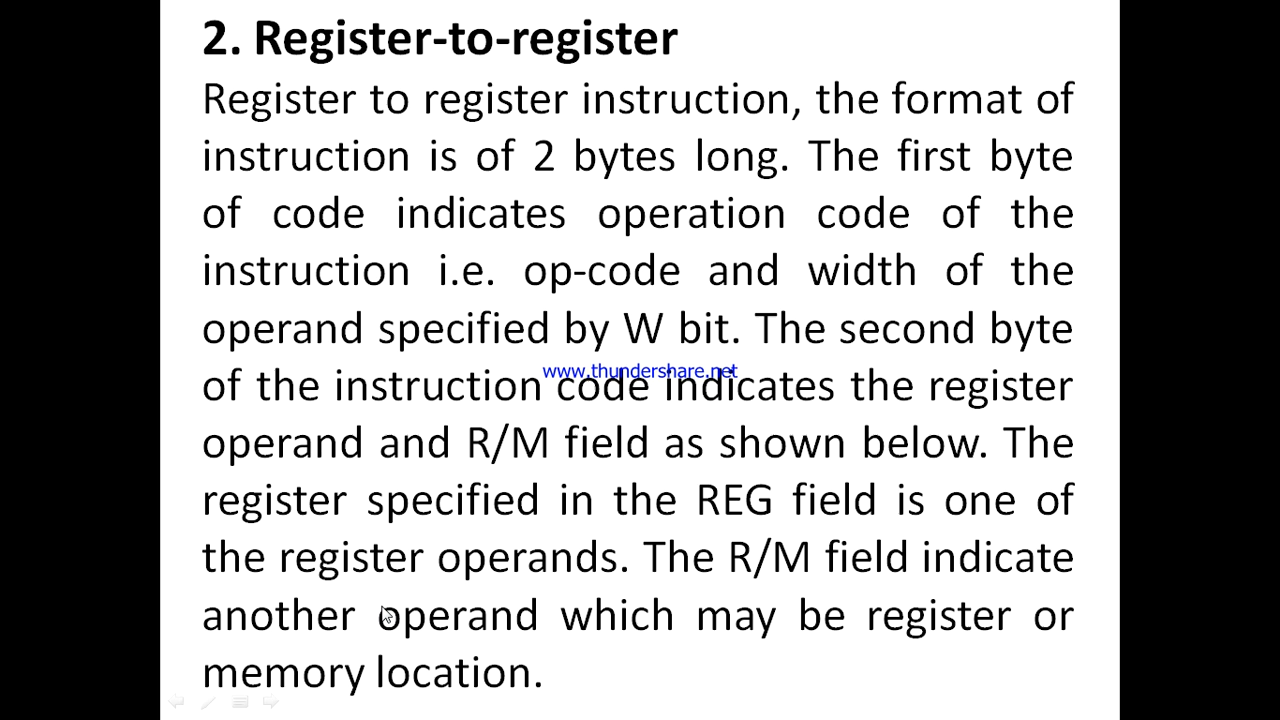 2. Register-to-register
Register to register instruction, the format of
instruction is of 2 bytes long. The first byte
of code indicates operation code of the
instruction i.e. op-code and width of the
operand specified by W bit. The second byte
www.thundershare.net
of the instruction code indicates the register
operand and R/M field as shown below. The
register specified in the REG field is one of
the register operands. The R/M field indicate
another operand which may be register or
memory location.